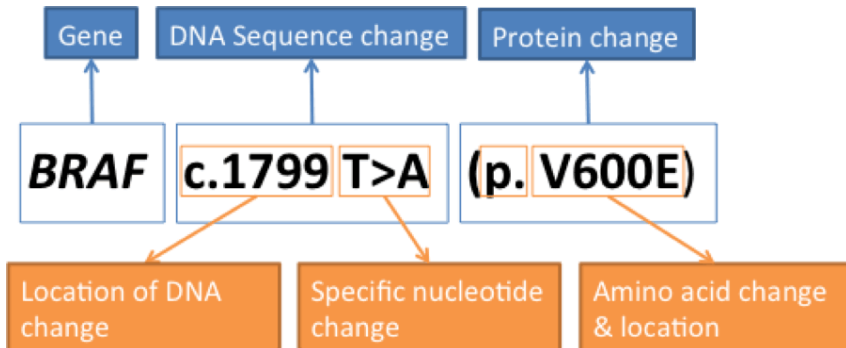 Gene
DNA Sequence change
Protein change
BRAF c.1799 T>A (p. V600E)
Location of DNA
change
Specific nucleotide
change
Amino acid change
& location